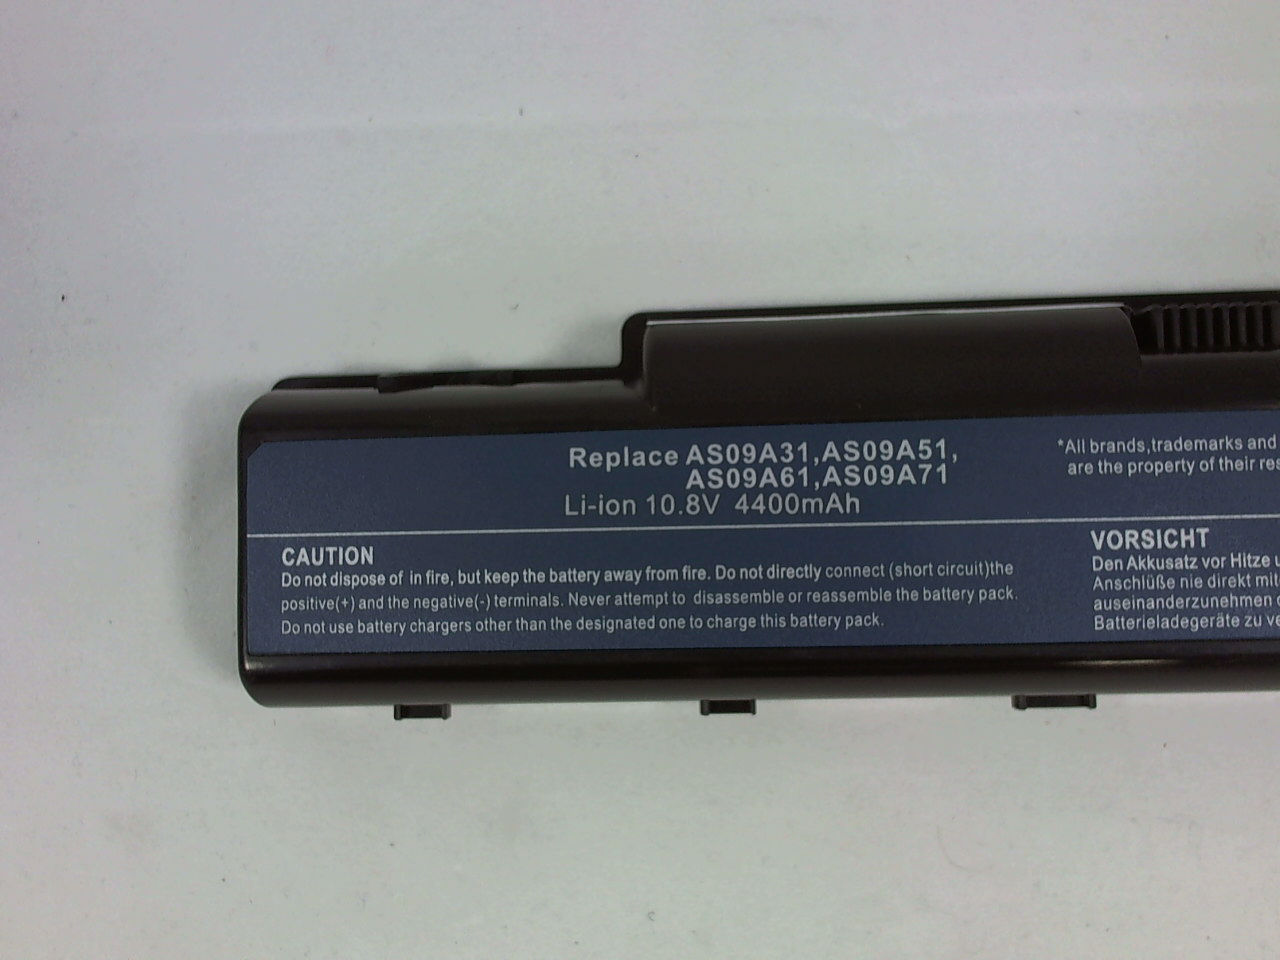 Replace AS09A31,AS09A51,
AS09A61,AS09A71
Li-ion 10.8V 4400mAh
*All brands,trademarks and
are the property of their
CAUTION
Do not dispose of in fire, but keep the battery away from fire. Do not directly connect (short circuit)the
positive(+) and the negative(-) terminals. Never attempt to disassemble or reassemble the battery pack.
Do not use battery chargers other than the designated one to charge this battery pack.
VORSICHT
Den Akkusatz vor Hitze
Anschlüße nie direkt mit
auseinanderzunehmen
Batterieladegeräte zu